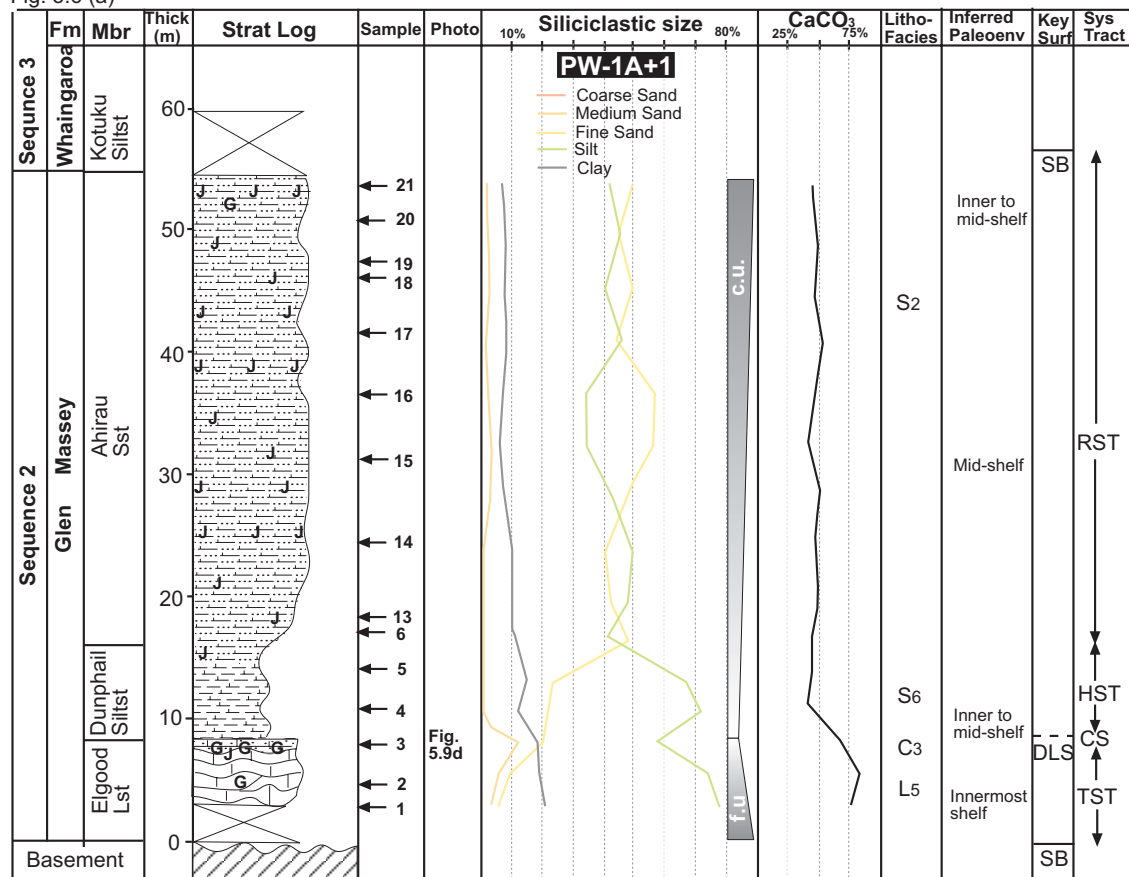 Fig. 5.9 (a)
Fm Mbr Thick (m) Strat Log Sample Photo Siliciclastic size CaCO3 Litho-Facies Inferred Paleoenv Key Surf Sys Tract
10% 80% 25% 75%
PW-1A+1
Coarse Sand
Medium Sand
Fine Sand
Silt
Clay
Sequnce 3
Whaingaroa
Kotuku Siltst
60
SB
Sequence 2
Glen Massey
Ahirau Sst
J J J
21
G
Inner to mid-shelf
50
20
J
19
J
18
c.u.
S2
J J
17
40
J J J
16
J
RST
J
15
Mid-shelf
30
J J
J J J
14
J
20
J
13
6
J
Dunphail Siltst
5
S6
HST
4
10
Inner to mid-shelf
CS
Elgood Lst
G G G
J
3
Fig. 5.9d
C3
DLS
G
2
L5
f.u
Innermost shelf
TST
1
0
Basement
SB